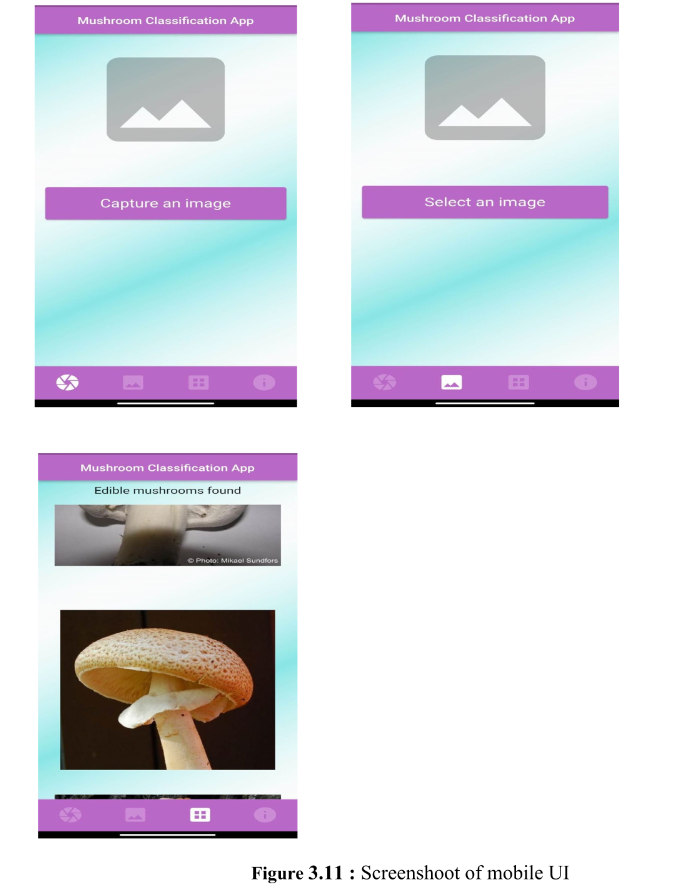 Mushroom Classification App
Capture an image
Mushroom Classification App
Select an image
Mushroom Classification App
Edible mushrooms found
© Photo: Mikael Sundfors
Figure 3.11 : Screenshoot of mobile UI